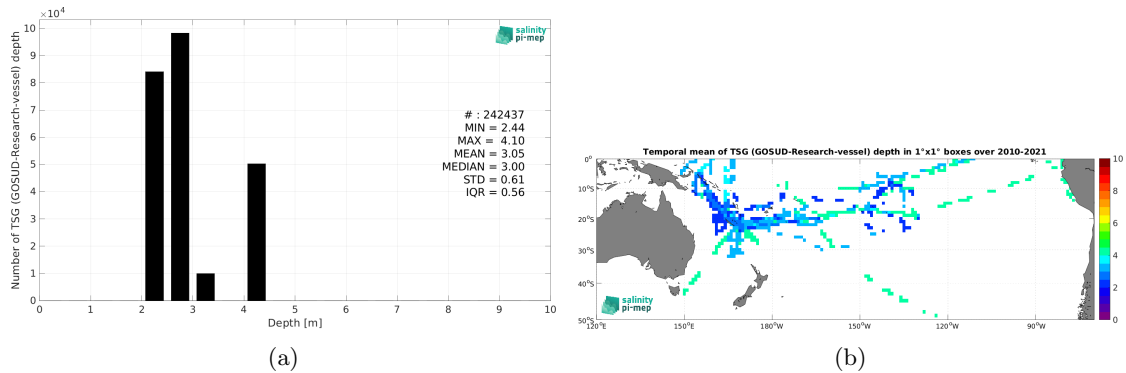 ×10⁴
10
9
8
7
6
5
4
3
2
1
0
Number of TSG (GOSUD-Research-vessel) depth
salinity
pi-mep
# : 242437
MIN = 2.44
MAX = 4.10
MEAN = 3.05
MEDIAN = 3.00
STD = 0.61
IQR = 0.56
0 1 2 3 4 5 6 7 8 9 10
Depth [m]
(a)
Temporal mean of TSG (GOSUD-Research-vessel) depth in 1°x1° boxes over 2010-2021
0°
10°S
20°S
30°S
40°S
50°S
120°E 150°E 180°W 150°W 120°W 90°W
salinity
pi-mep
10
8
6
4
2
0
(b)